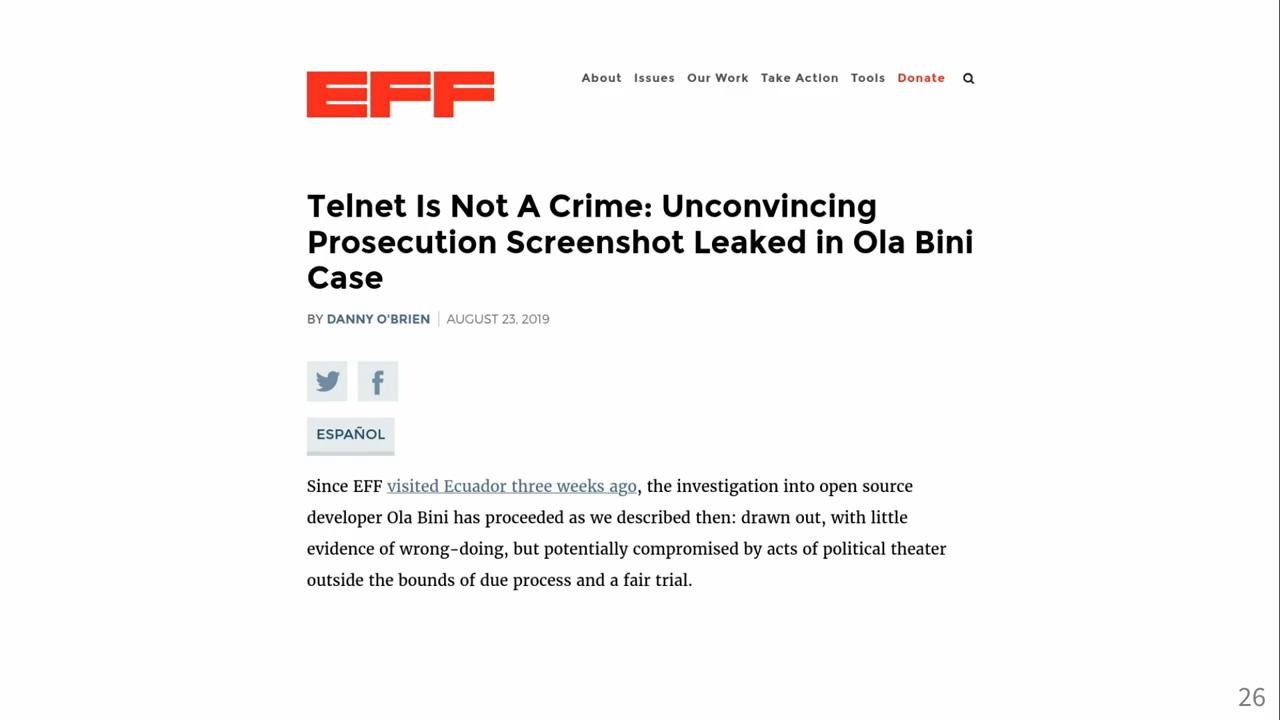 EFF
About Issues Our Work Take Action Tools Donate
Telnet Is Not A Crime: Unconvincing
Prosecution Screenshot Leaked in Ola Bini
Case
BY DANNY O'BRIEN | AUGUST 23, 2019
ESPAÑOL
Since EFF visited Ecuador three weeks ago, the investigation into open source
developer Ola Bini has proceeded as we described then: drawn out, with little
evidence of wrong-doing, but potentially compromised by acts of political theater
outside the bounds of due process and a fair trial.
26